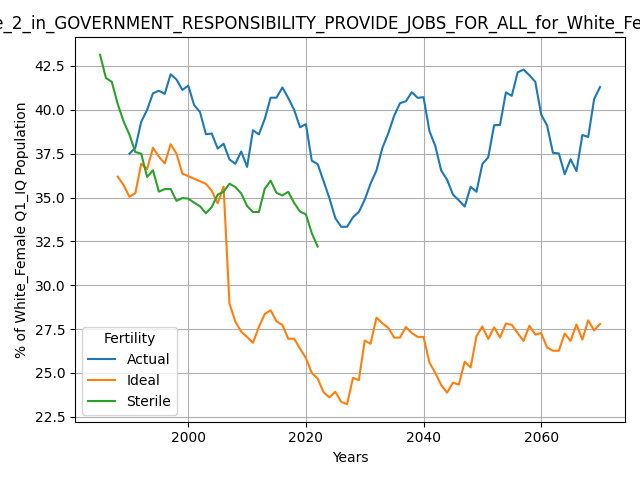 e_2_in_GOVERNMENT_RESPONSIBILITY_PROVIDE_JOBS_FOR_ALL_for_White_Fe
% of White_Female Q1_IQ Population
42.5
40.0
37.5
35.0
32.5
30.0
27.5
25.0
22.5
Fertility
Actual
Ideal
Sterile
2000
2020
2040
2060
Years